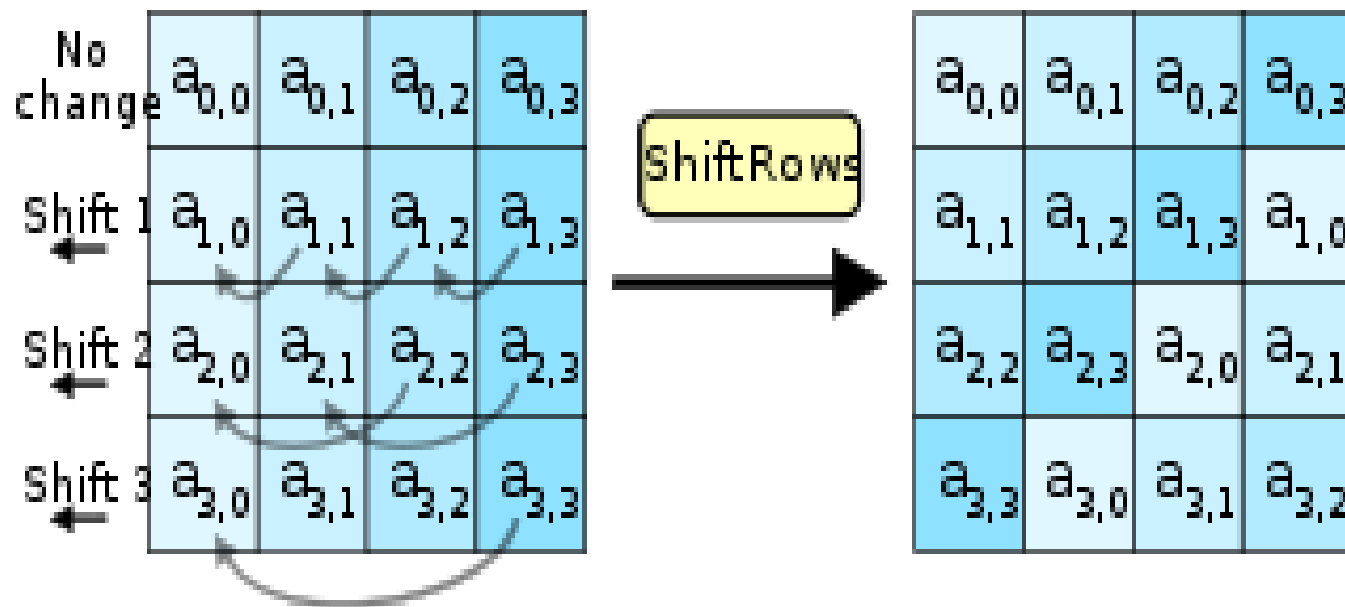 No
change
a0,0 a0,1 a0,2 a0,3
Shift 1
a1,0 a1,1 a1,2 a1,3
Shift 2
a2,0 a2,1 a2,2 a2,3
Shift 3
a3,0 a3,1 a3,2 a3,3
ShiftRows
a0,0 a0,1 a0,2 a0,3
a1,1 a1,2 a1,3 a1,0
a2,2 a2,3 a2,0 a2,1
a3,3 a3,0 a3,1 a3,2